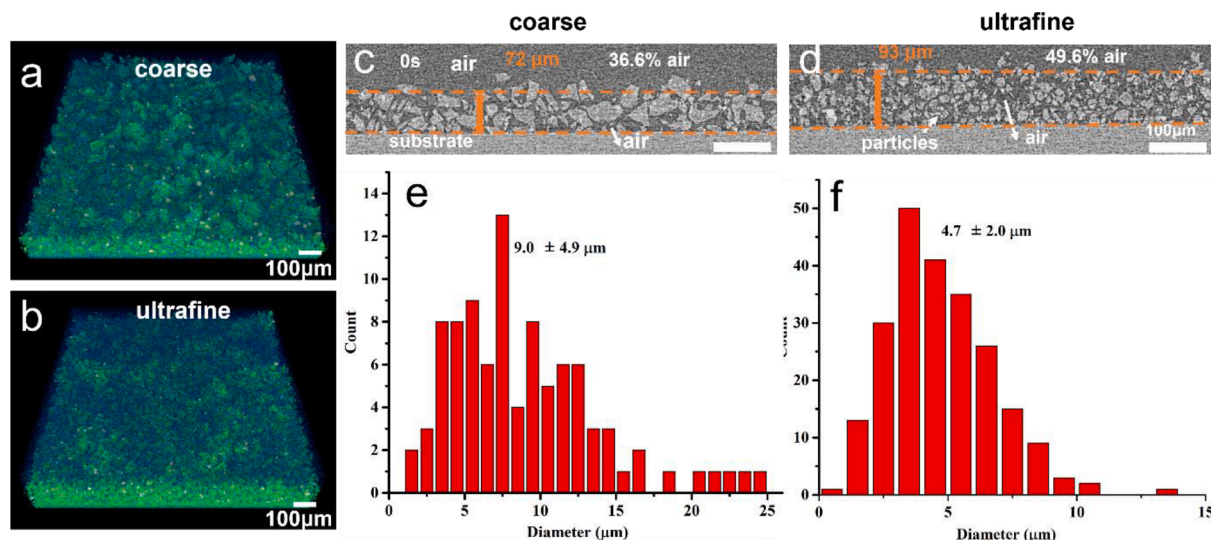 coarse
ultrafine
a
coarse
100μm
b
ultrafine
100μm
c
0s
air
72 μm
36.6% air
substrate
air
d
93 μm
49.6% air
particles
air
100μm
e
9.0 ± 4.9 μm
Count
14
12
10
8
6
4
2
0
0
5
10
15
20
25
Diameter (μm)
f
4.7 ± 2.0 μm
50
40
30
20
10
0
0
5
10
15
Diameter (μm)